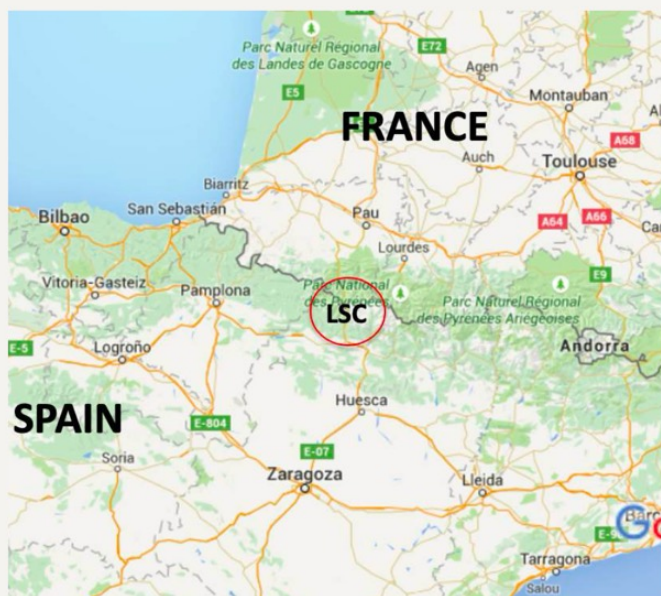 Parc Naturel Régional
des Landes de Gascogne
E72
Agen
E5
Montauban
FRANCE
A68
Auch
Toulouse
Biarritz
Bilbao
San Sebastián
Pau
A64
A66
Lourdes
Vitoria-Gasteiz
Pamplona
Parc National
des Pyrénées
LSC
E9
Parc Naturel Régional
des Pyrénées Ariégeoises
E-5
Logroño
Andorra
SPAIN
Huesca
E-804
Soria
E-07
Zaragoza
Lleida
Tarragona
Salou